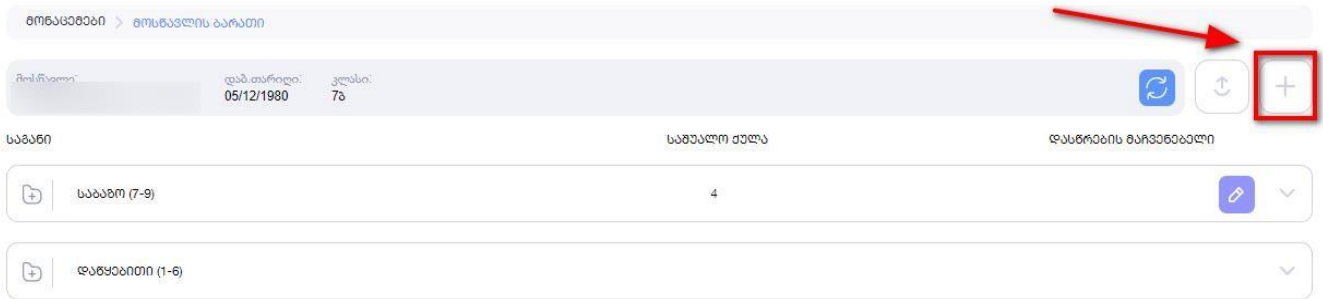 მონაცემები > მოსწავლის ბარათი
მოსწავლე: დაბ.თარიღი: კლასი:
05/12/1980 7ბ
საგანი საშუალო ქულა დასწრების მაჩვენებელი
საბაზო (7-9) 4
დაწყებითი (1-6)